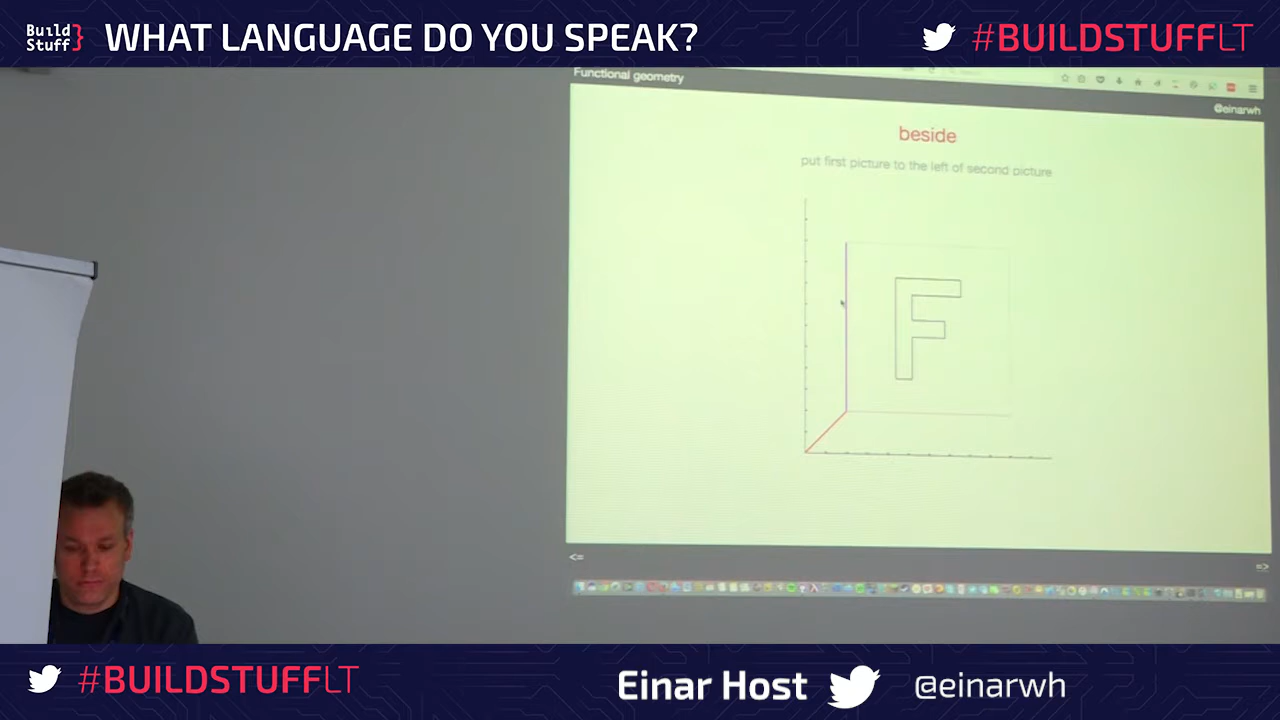 Build
Stuff}
WHAT LANGUAGE DO YOU SPEAK?
#BUILDSTUFFLT
Functional geometry
@einarwh
beside
put first picture to the left of second picture
F
<=
=>
#BUILDSTUFFLT
Einar Host
@einarwh